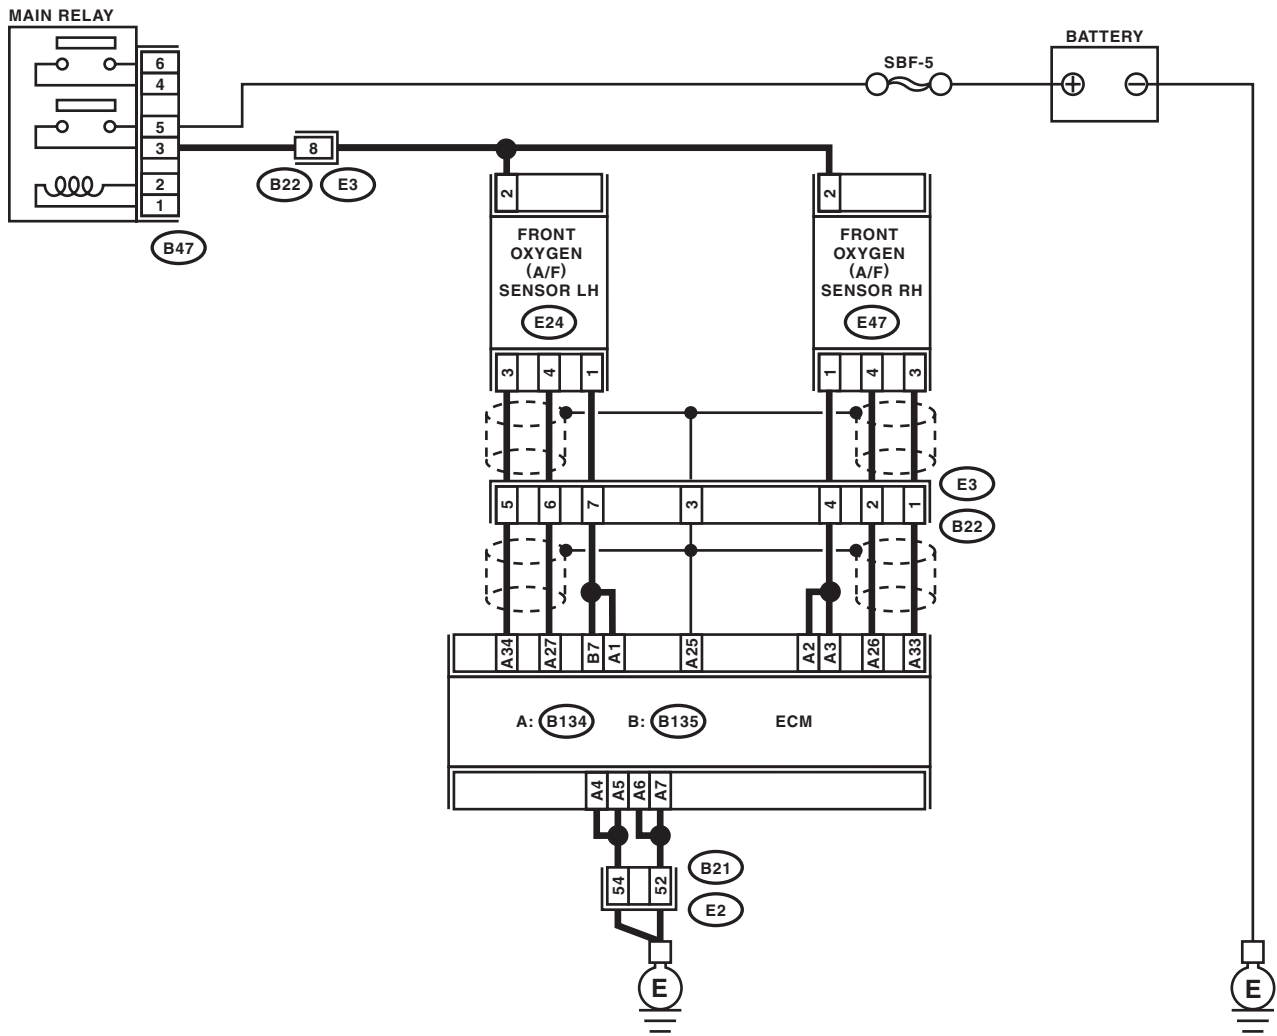 MAIN RELAY
BATTERY
SBF-5
6
4
5
3
2
1
8
B22 E3
B47
2
2
FRONT
OXYGEN
(A/F)
SENSOR LH
E24
FRONT
OXYGEN
(A/F)
SENSOR RH
E47
3 4 1
1 4 3
E3
5 6 7 3 4 2 1
B22
A34 A27 B7 A1 A25 A2 A3 A26 A33
A: B134 B: B135 ECM
A4 A5 A6 A7
B21
54 52
E2
E
E